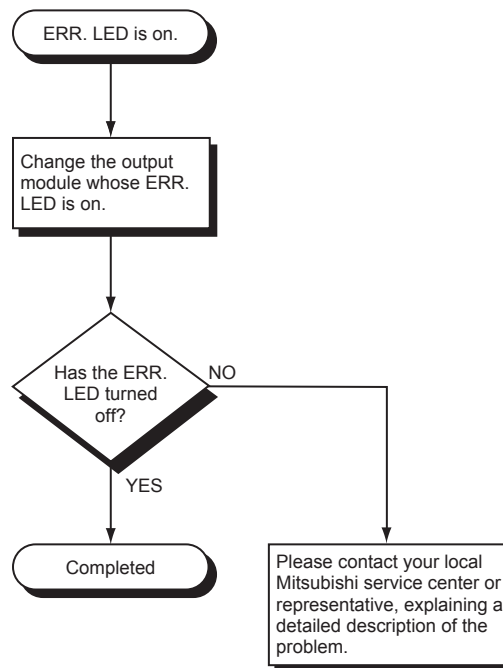 ERR. LED is on.
Change the output
module whose ERR.
LED is on.
Has the ERR.
LED turned
off?
NO
YES
Completed
Please contact your local
Mitsubishi service center or
representative, explaining a
detailed description of the
problem.